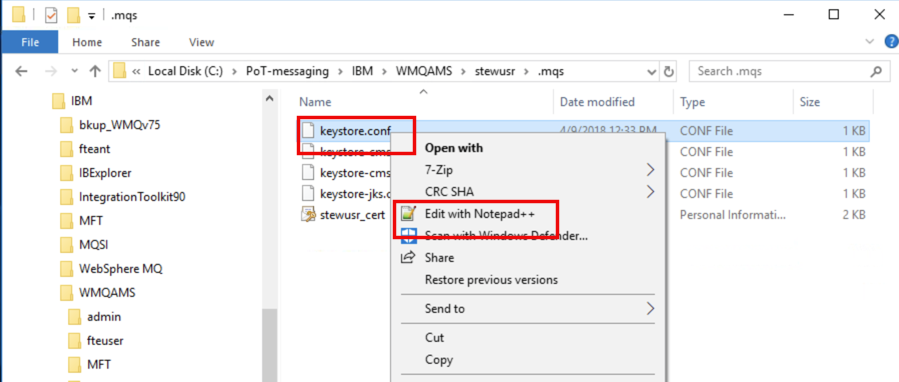 .mqs
File Home Share View
« Local Disk (C:) > PoT-messaging > IBM > WMQAMS > stewusr > .mqs
Search .mqs
Name Date modified Type Size
IBM
bkup_WMQv75
fteant
IBExplorer
IntegrationToolkit90
MFT
MQSI
WebSphere MQ
WMQAMS
admin
fteuser
MFT
keystore.conf 4/9/2018 12:33 PM CONF File 1 KB
keystore-cms CONF File 1 KB
keystore-cms CONF File 1 KB
keystore-jks.c CONF File 1 KB
stewusr_cert Personal Informati... 2 KB
Open with
7-Zip
CRC SHA
Edit with Notepad++
Scan with Windows Defender...
Share
Restore previous versions
Send to
Cut
Copy